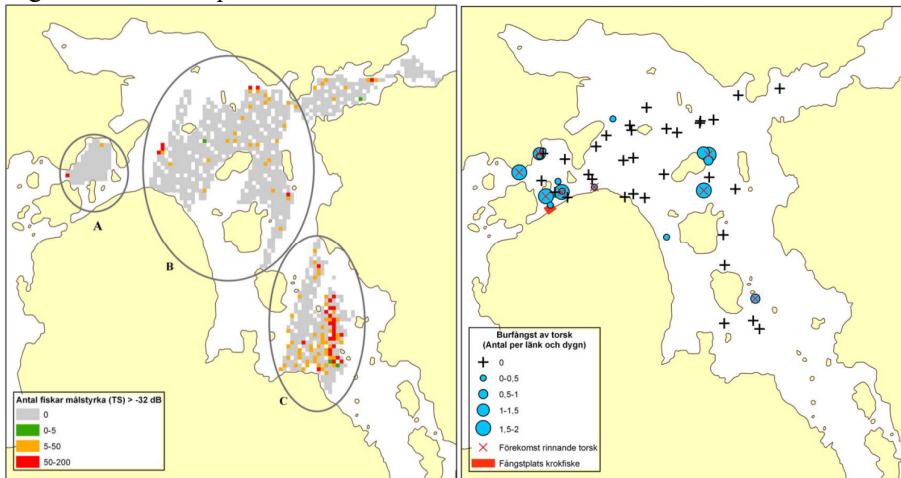 A
B
C
Antal fiskar målstyrka (TS) > -32 dB
0
0-5
5-50
50-200
Burfångst av torsk
(Antal per länk och dygn)
0
0-0,5
0,5-1
1-1,5
1,5-2
Förekomst rinnande torsk
Fångstplats krokfiske